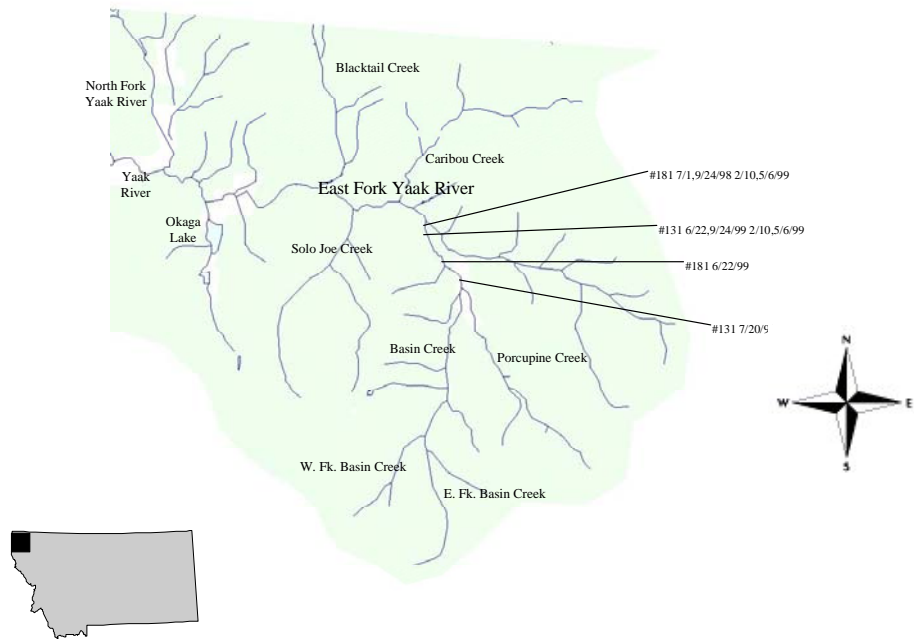 Blacktail Creek
North Fork
Yaak River
Caribou Creek
#181 7/1,9/24/98 2/10,5/6/99
Yaak
River
East Fork Yaak River
Okaga
Lake
#131 6/22,9/24/99 2/10,5/6/99
Solo Joe Creek
#181 6/22/99
#131 7/20/9
Basin Creek
Porcupine Creek
N
W
E
S
W. Fk. Basin Creek
E. Fk. Basin Creek